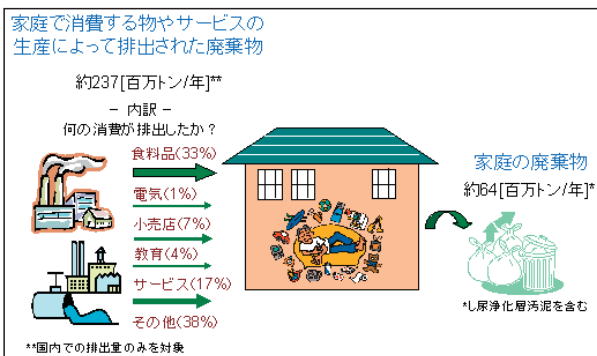 家庭で消費する物やサービスの
生産によって排出された廃棄物
約237[百万トン/年]**
− 内訳 −
何の消費が排出したか？
食料品(33%)
電気(1%)
小売店(7%)
教育(4%)
サービス(17%)
その他(38%)
**国内での排出量のみを対象
家庭の廃棄物
約64[百万トン/年]*
*し尿浄化層汚泥を含む